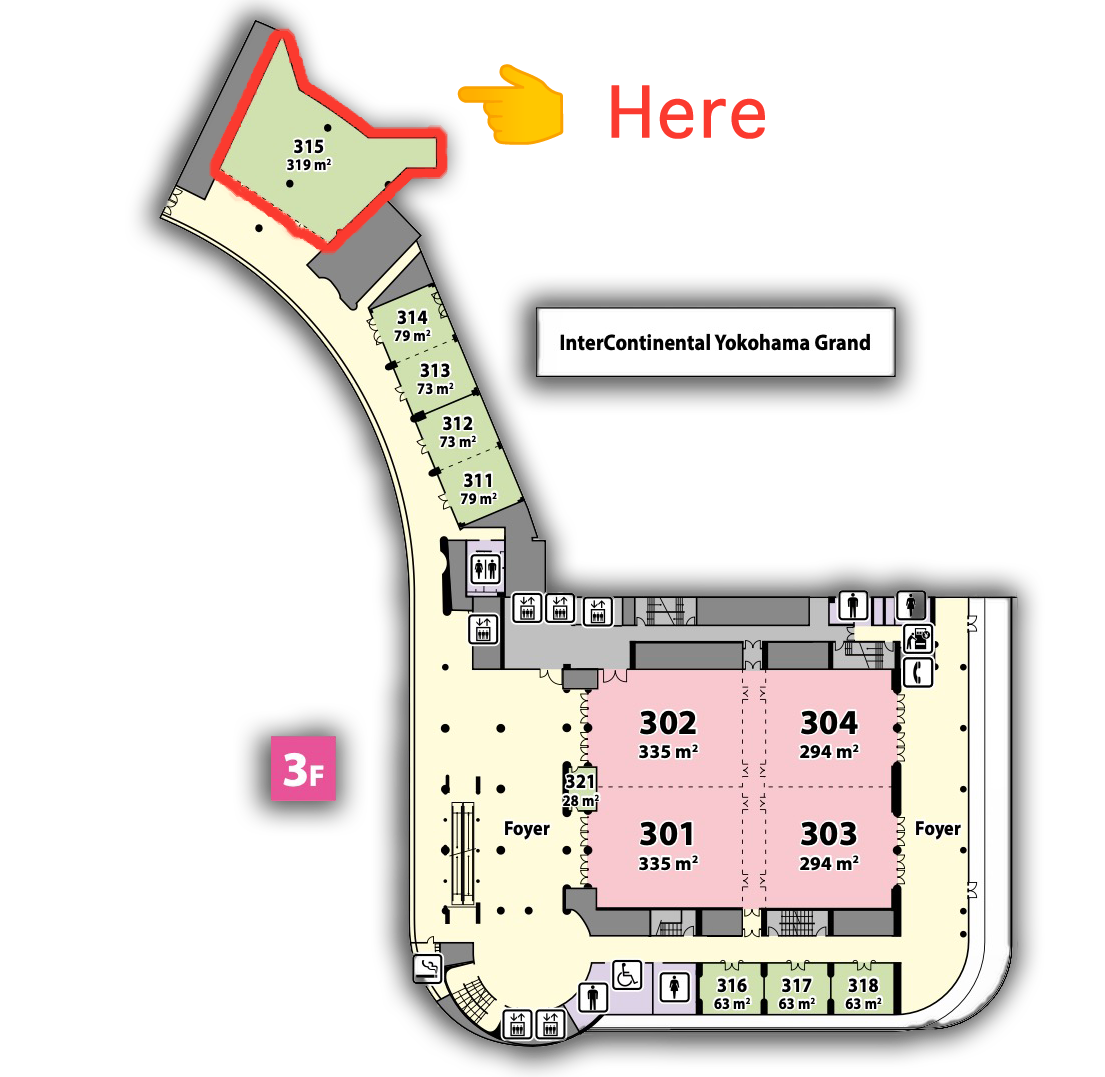 Here
315
319 m²
314
79 m²
313
73 m²
312
73 m²
311
79 m²
InterContinental Yokohama Grand
302
335 m²
304
294 m²
3F
321
28 m²
Foyer
301
335 m²
303
294 m²
Foyer
316
63 m²
317
63 m²
318
63 m²